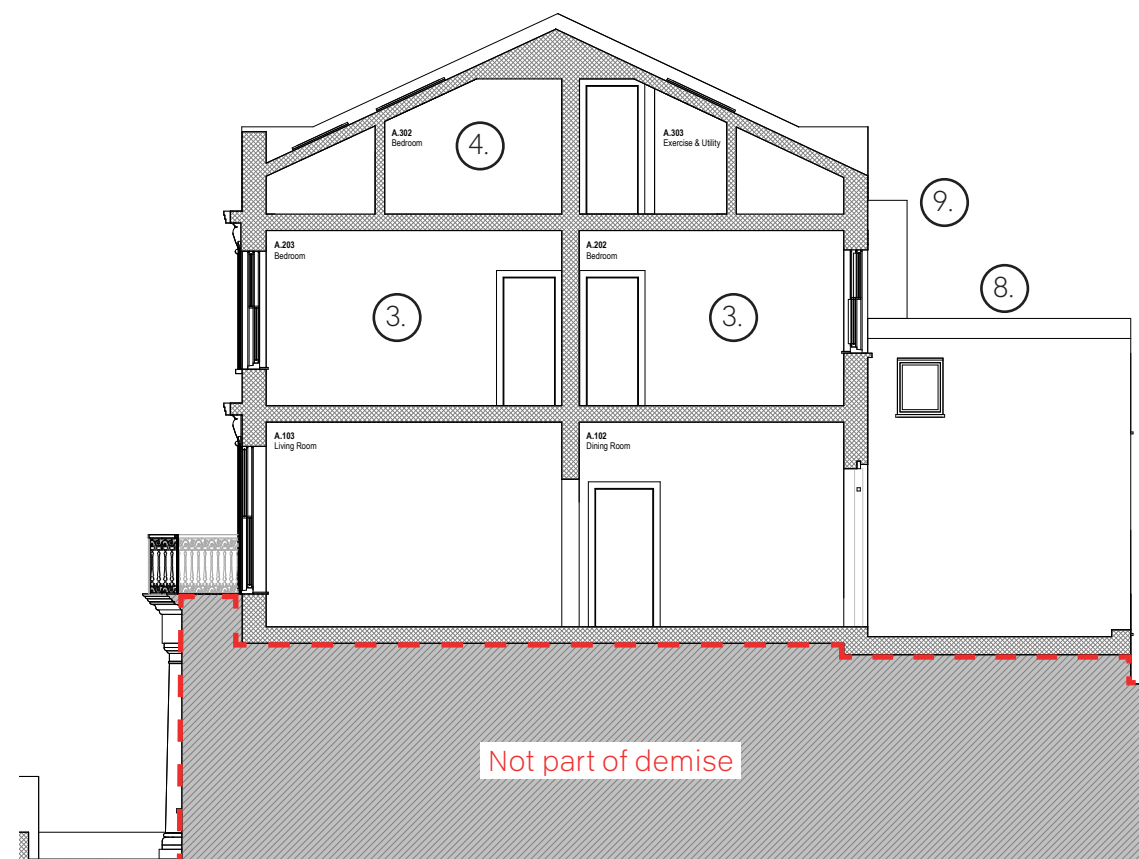 A.302
Bedroom
4.
A.303
Exercise & Utility
9.
A.203
Bedroom
A.202
Bedroom
8.
3.
3.
A.103
Living Room
A.102
Dining Room
Not part of demise